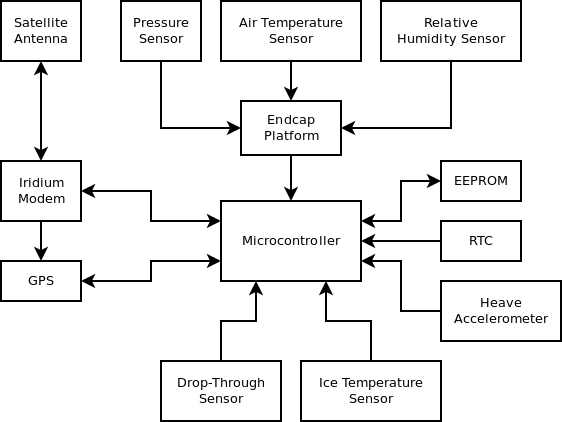 Satellite
Antenna
Pressure
Sensor
Air Temperature
Sensor
Relative
Humidity Sensor
Endcap
Platform
Iridium
Modem
EEPROM
Microcontroller
RTC
GPS
Heave
Accelerometer
Drop-Through
Sensor
Ice Temperature
Sensor